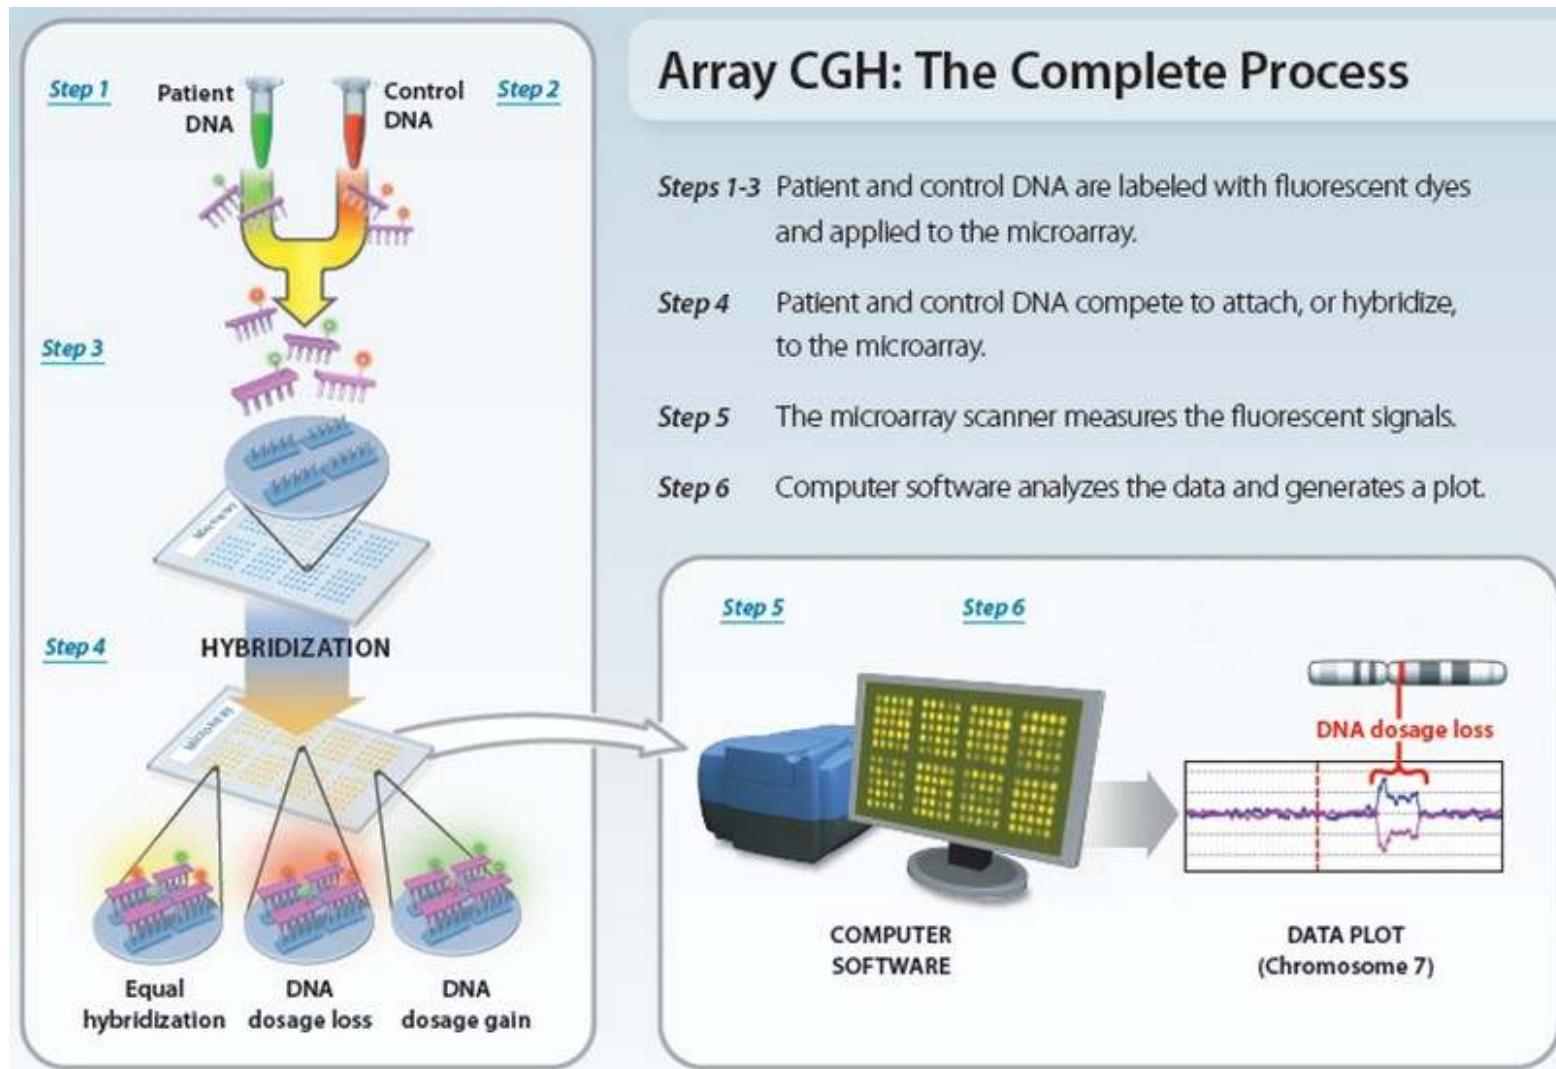 Array CGH: The Complete Process
Step 1
Patient
DNA
Control
DNA
Step 2
Step 3
Step 4
HYBRIDIZATION
Equal
hybridization
DNA
dosage loss
DNA
dosage gain
Steps 1-3 Patient and control DNA are labeled with fluorescent dyes
and applied to the microarray.
Step 4 Patient and control DNA compete to attach, or hybridize,
to the microarray.
Step 5 The microarray scanner measures the fluorescent signals.
Step 6 Computer software analyzes the data and generates a plot.
Step 5
Step 6
DNA dosage loss
COMPUTER
SOFTWARE
DATA PLOT
(Chromosome 7)